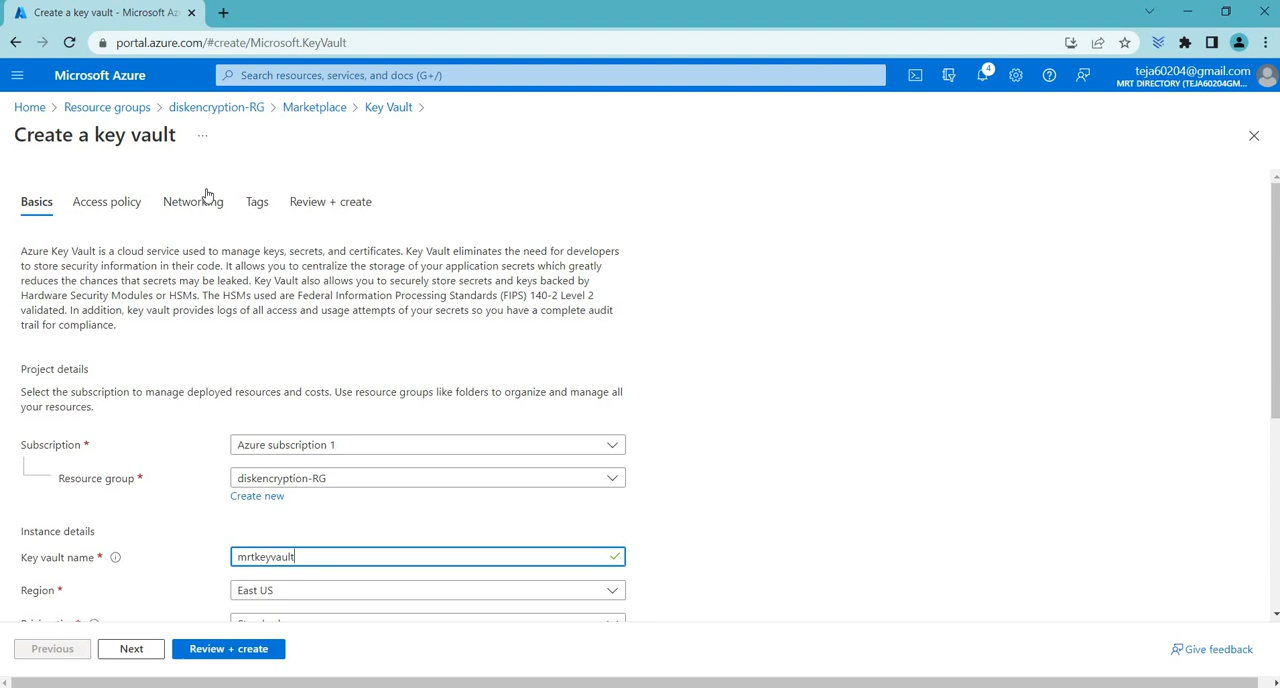 Create a key vault - Microsoft Az
portal.azure.com/#create/Microsoft.KeyVault
Microsoft Azure
Search resources, services, and docs (G+/)
4
teja60204@gmail.com
MRT DIRECTORY (TEJA60204GM...
Home > Resource groups > diskencryption-RG > Marketplace > Key Vault >
Create a key vault ...
Basics Access policy Networking Tags Review + create
Azure Key Vault is a cloud service used to manage keys, secrets, and certificates. Key Vault eliminates the need for developers
to store security information in their code. It allows you to centralize the storage of your application secrets which greatly
reduces the chances that secrets may be leaked. Key Vault also allows you to securely store secrets and keys backed by
Hardware Security Modules or HSMs. The HSMs used are Federal Information Processing Standards (FIPS) 140-2 Level 2
validated. In addition, key vault provides logs of all access and usage attempts of your secrets so you have a complete audit
trail for compliance.
Project details
Select the subscription to manage deployed resources and costs. Use resource groups like folders to organize and manage all
your resources.
Subscription * Azure subscription 1
Resource group * diskencryption-RG
Create new
Instance details
Key vault name * mrtkeyvault
Region * East US
Previous Next Review + create Give feedback